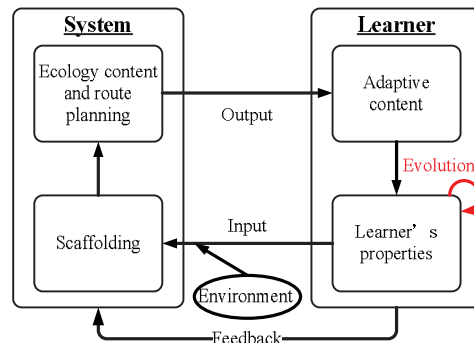 System
Learner
Ecology content
and route
planning
Adaptive
content
Output
Evolution
Scaffolding
Input
Learner’s
properties
Environment
Feedback